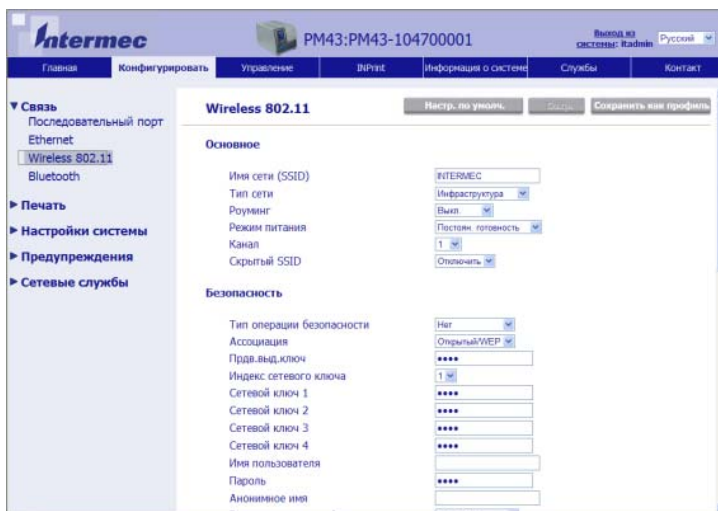 Intermec
PM43:PM43-104700001
Выход из системы: itadmin
Русский
Главная Конфигурировать Управление INPrint Информация о системе Службы Контакт
Связь
Последовательный порт
Ethernet
Wireless 802.11
Bluetooth
Печать
Настройки системы
Предупреждения
Сетевые службы
Wireless 802.11
Настр. по умолч. Сохранить как профиль
Основное
Имя сети (SSID) INTERMEC
Тип сети Инфраструктура
Роуминг Выкл.
Режим питания Постоян. готовность
Канал 1
Скрытый SSID Отключить
Безопасность
Тип операции безопасности Нет
Ассоциация Открытый/WEP
Прдв.выд.ключ ••••
Индекс сетевого ключа 1
Сетевой ключ 1 ••••
Сетевой ключ 2 ••••
Сетевой ключ 3 ••••
Сетевой ключ 4 ••••
Имя пользователя
Пароль ••••
Анонимное имя